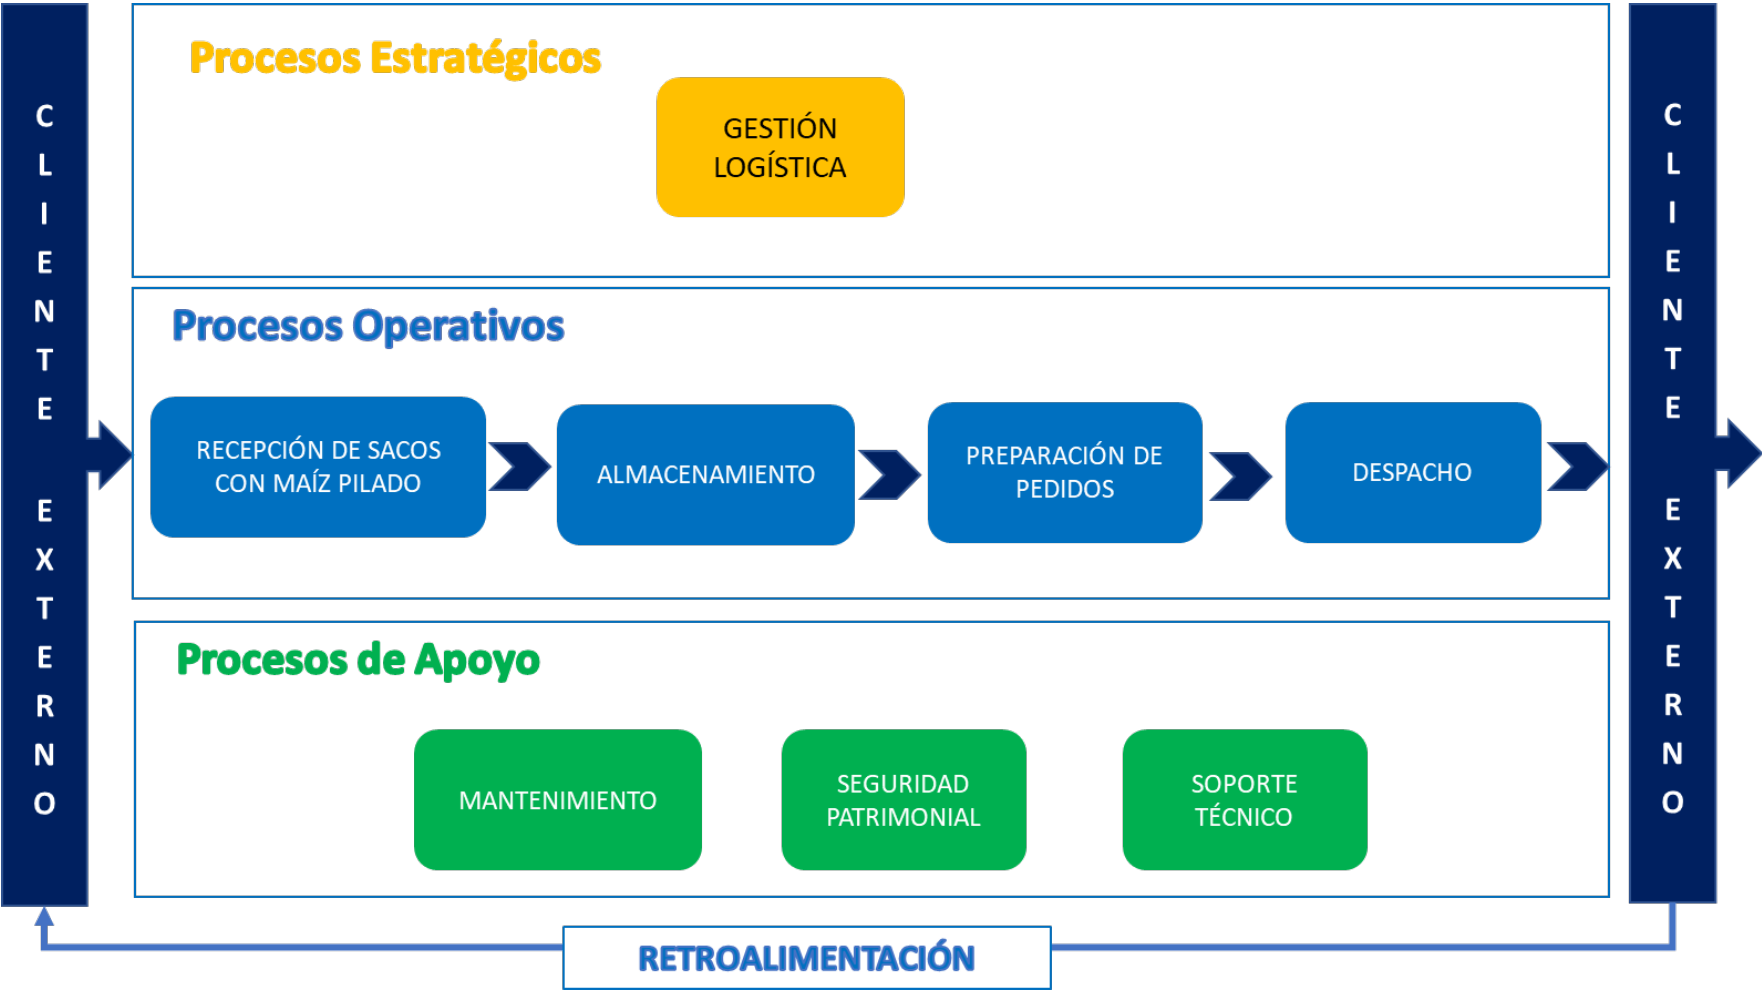 CLIENTE EXTERNO
Procesos Estratégicos
GESTIÓN
LOGÍSTICA
Procesos Operativos
RECEPCIÓN DE SACOS
CON MAÍZ PILADO
ALMACENAMIENTO
PREPARACIÓN DE
PEDIDOS
DESPACHO
Procesos de Apoyo
MANTENIMIENTO
SEGURIDAD
PATRIMONIAL
SOPORTE
TÉCNICO
CLIENTE EXTERNO
RETROALIMENTACIÓN